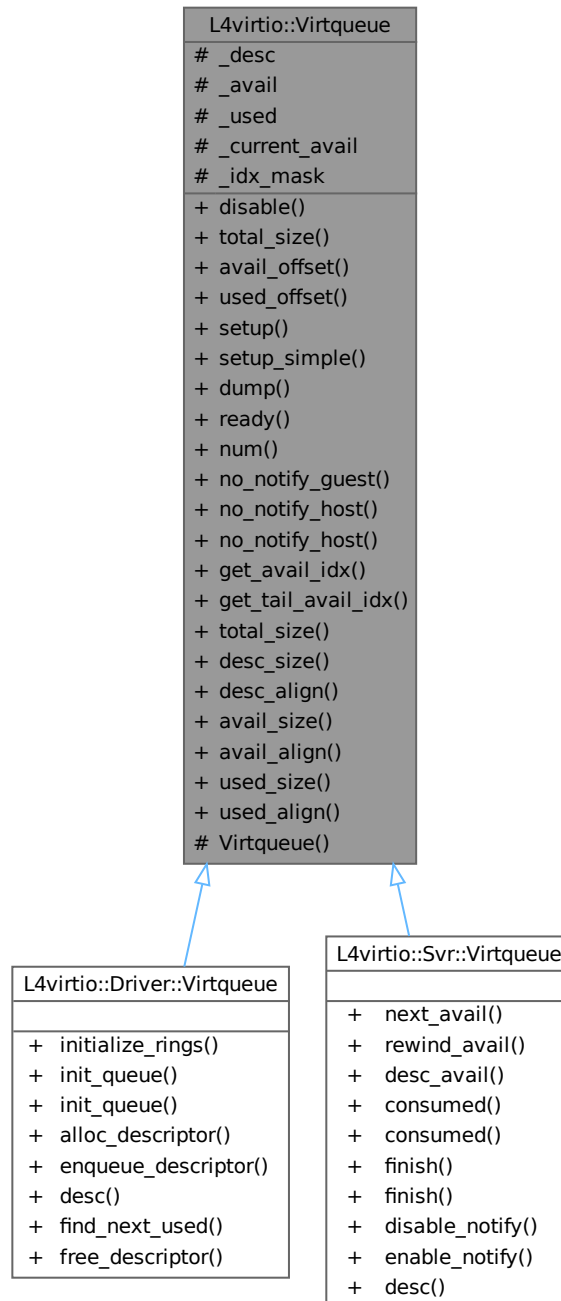 L4virtio::Virtqueue
# _desc
# _avail
# _used
# _current_avail
# _idx_mask
+ disable()
+ total_size()
+ avail_offset()
+ used_offset()
+ setup()
+ setup_simple()
+ dump()
+ ready()
+ num()
+ no_notify_guest()
+ no_notify_host()
+ no_notify_host()
+ get_avail_idx()
+ get_tail_avail_idx()
+ total_size()
+ desc_size()
+ desc_align()
+ avail_size()
+ avail_align()
+ used_size()
+ used_align()
# Virtqueue()
L4virtio::Driver::Virtqueue
+ initialize_rings()
+ init_queue()
+ init_queue()
+ alloc_descriptor()
+ enqueue_descriptor()
+ desc()
+ find_next_used()
+ free_descriptor()
L4virtio::Svr::Virtqueue
+ next_avail()
+ rewind_avail()
+ desc_avail()
+ consumed()
+ consumed()
+ finish()
+ finish()
+ disable_notify()
+ enable_notify()
+ desc()